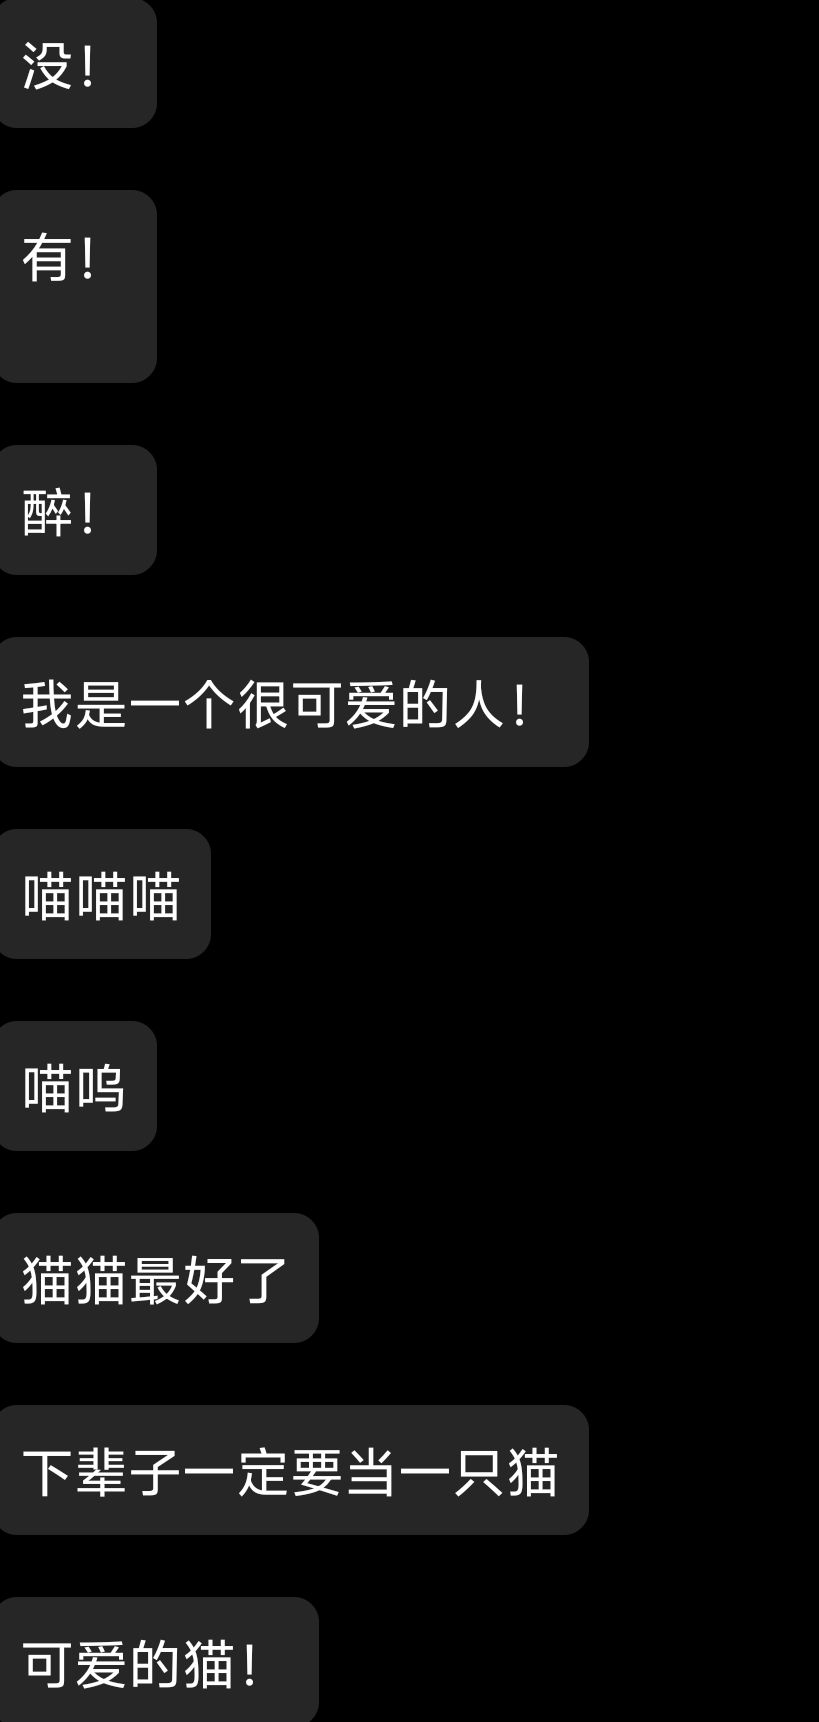 没！
有！
醉！
我是一个很可爱的人！
喵喵喵
喵呜
猫猫最好了
下辈子一定要当一只猫
可爱的猫！